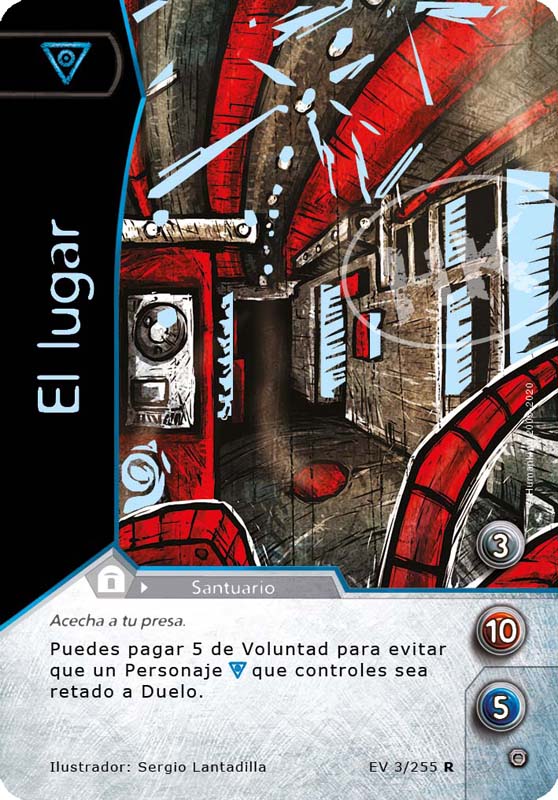 El lugar
3
Santuario
Acecha a tu presa.
10
Puedes pagar 5 de Voluntad para evitar
que un Personaje que controles sea
retado a Duelo.
5
Ilustrador: Sergio Lantadilla
EV 3/255 R